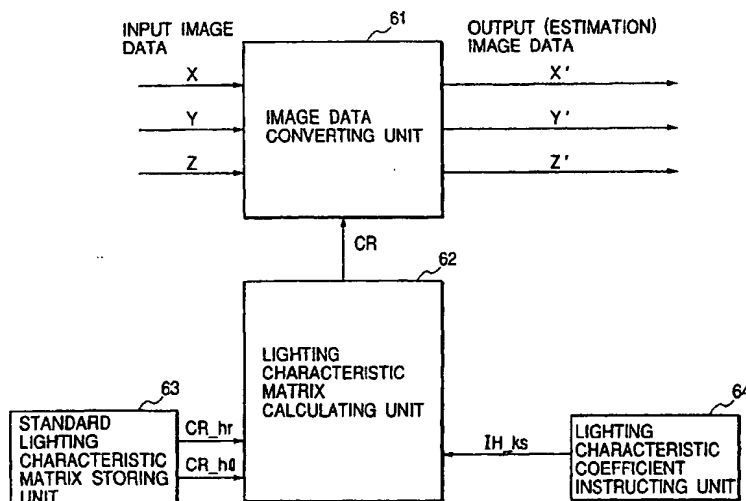 INPUT IMAGE
DATA
61
OUTPUT (ESTIMATION)
IMAGE DATA
X
X'
Y
IMAGE DATA
CONVERTING UNIT
Y'
Z
Z'
CR
62
LIGHTING
CHARACTERISTIC
MATRIX
CALCULATING UNIT
63
STANDARD
LIGHTING
CHARACTERISTIC
MATRIX STORING
UNIT
CR_hr
CR_hl
IH_ks
64
LIGHTING
CHARACTERISTIC
COEFFICIENT
INSTRUCTING UNIT